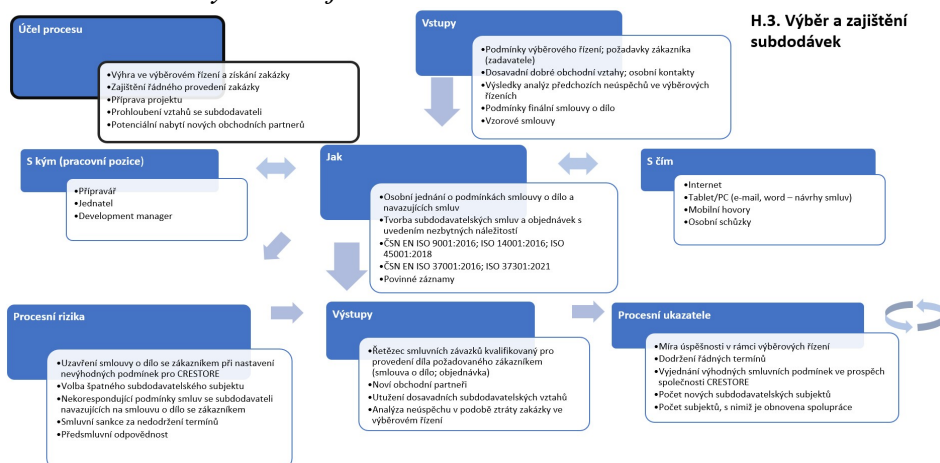 H.3. Výběr a zajištění
subdodávek
Účel procesu
•Výhra ve výběrovém řízení a získání zakázky
•Zajištění řádného provedení zakázky
•Příprava projektu
•Prohloubení vztahů se subdodavateli
•Potenciální nabytí nových obchodních partnerů
Vstupy
•Podmínky výběrového řízení; požadavky zákazníka
(zadavatele)
•Dosavadní dobré obchodní vztahy; osobní kontakty
•Výsledky analýz předchozích neúspěchů ve výběrových
řízeních
•Podmínky finální smlouvy o dílo
•Vzorové smlouvy
S kým (pracovní pozice)
•Přípravář
•Jednatel
•Development manager
Jak
•Osobní jednání o podmínkách smlouvy o dílo a
navazujících smluv
•Tvorba subdodavatelských smluv a objednávek s
uvedením nezbytných náležitostí
•ČSN EN ISO 9001:2016; ISO 14001:2016; ISO
45001:2018
•ČSN EN ISO 37001:2016; ISO 37301:2021
•Povinné záznamy
S čím
•Internet
•Tablet/PC (e-mail, word – návrhy smluv)
•Mobilní hovory
•Osobní schůzky
Procesní rizika
•Uzavření smlouvy o dílo se zákazníkem při nastavení
nevýhodných podmínek pro CRESTORE
•Volba špatného subdodavatelského subjektu
•Nekorespondující podmínky smluv se subdodavateli
navazujících na smlouvu o dílo se zákazníkem
•Smluvní sankce za nedodržení termínů
•Předsmluvní odpovědnost
Výstupy
•Řetězec smluvních závazků kvalifikovaný pro
provedení díla požadovaného zákazníkem
(smlouva o dílo; objednávka)
•Noví obchodní partneři
•Utužení dosavadních subdodavatelských vztahů
•Analýza neúspěchu v podobě ztráty zakázky ve
výběrovém řízení
Procesní ukazatele
•Míra úspěšnosti v rámci výběrových řízení
•Dodržení řádných termínů
•Vyjednání výhodných smluvních podmínek ve prospěch
společnosti CRESTORE
•Počet nových subdodavatelských subjektů
•Počet subjektů, s nimiž je obnovena spolupráce